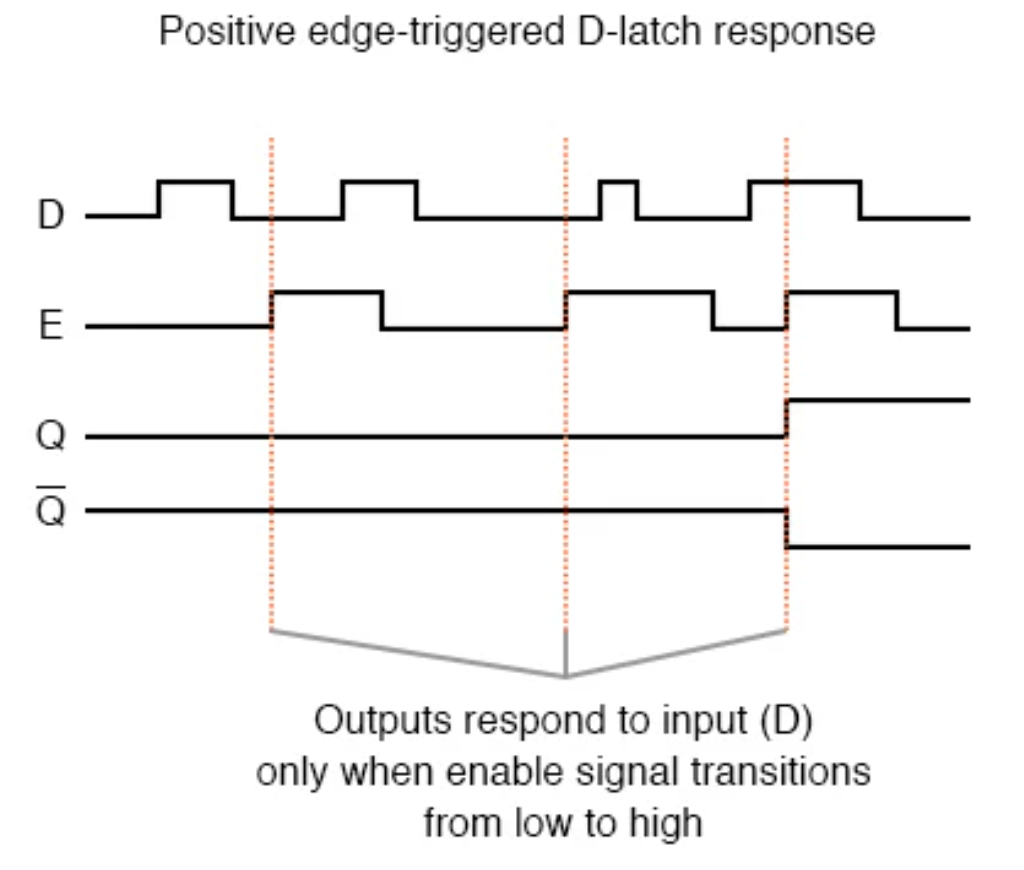 Positive edge-triggered D-latch response
D
E
Q
Q̅
Outputs respond to input (D)
only when enable signal transitions
from low to high